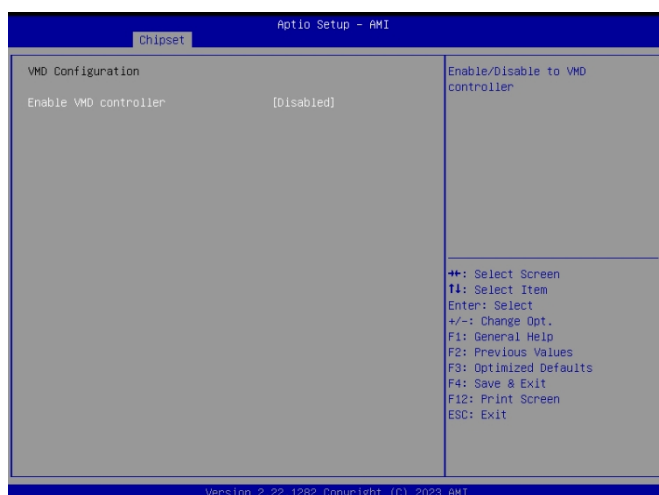 Aptio Setup - AMI
Chipset
VMD Configuration
Enable VMD controller [Disabled]
Enable/Disable to VMD
controller
→←: Select Screen
↑↓: Select Item
Enter: Select
+/-: Change Opt.
F1: General Help
F2: Previous Values
F3: Optimized Defaults
F4: Save & Exit
F12: Print Screen
ESC: Exit
Version 2.22.1282 Copyright (C) 2023 AMI